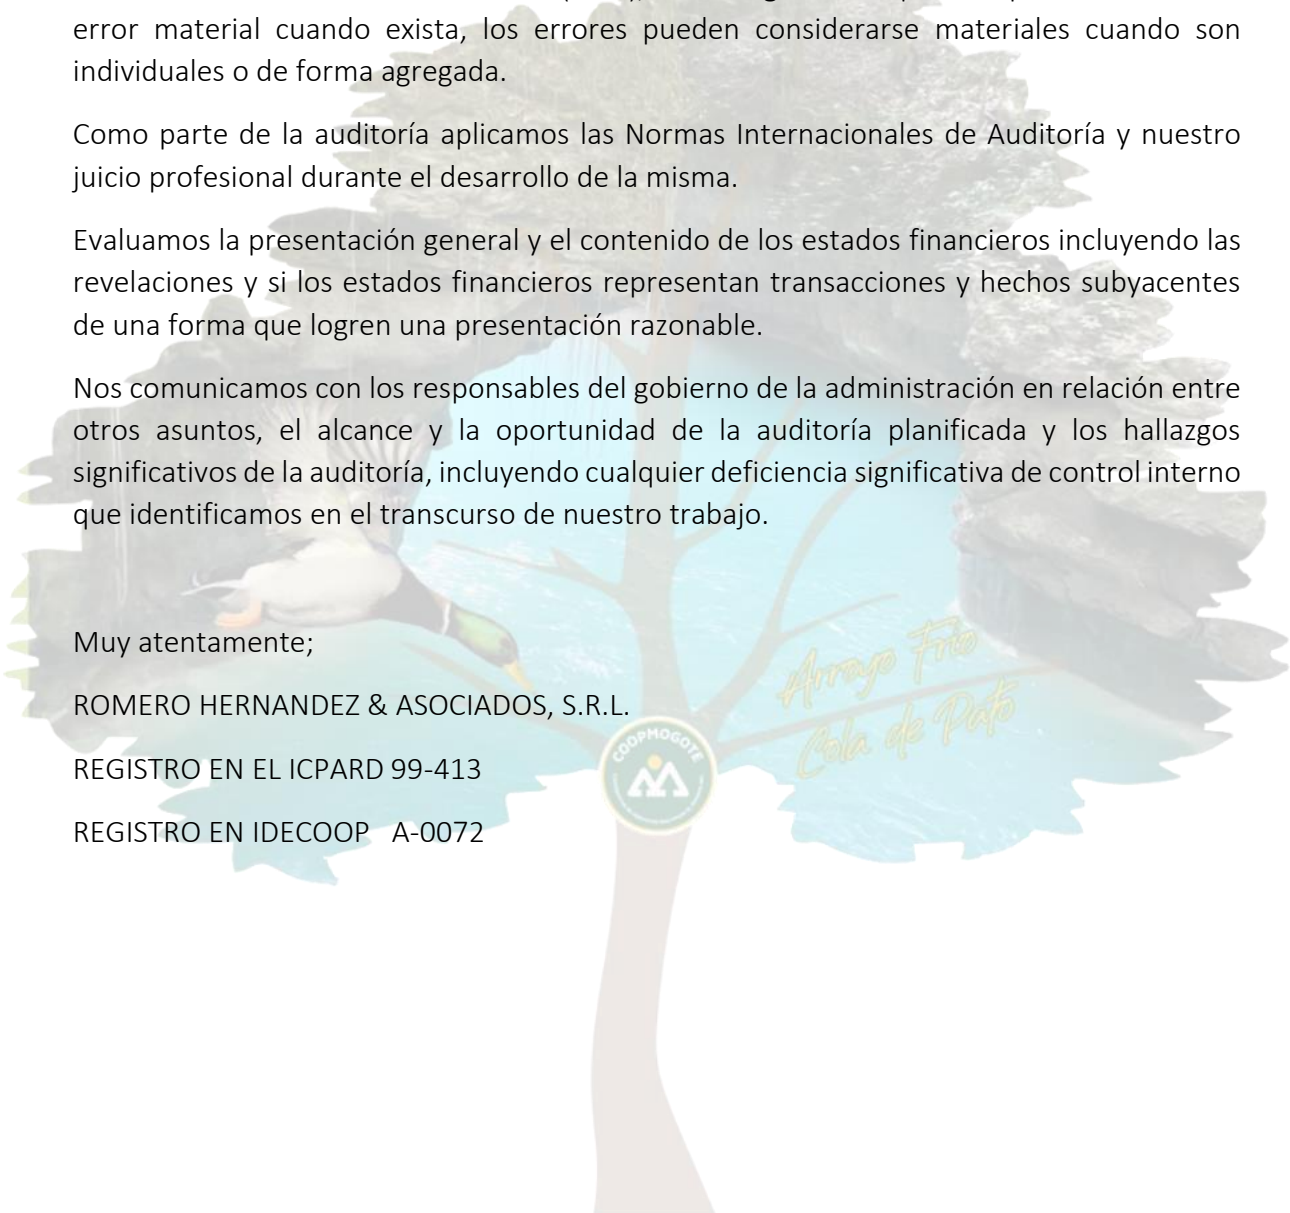 error material cuando exista, los errores pueden considerarse materiales cuando son
individuales o de forma agregada.
Como parte de la auditoría aplicamos las Normas Internacionales de Auditoría y nuestro
juicio profesional durante el desarrollo de la misma.
Evaluamos la presentación general y el contenido de los estados financieros incluyendo las
revelaciones y si los estados financieros representan transacciones y hechos subyacentes
de una forma que logren una presentación razonable.
Nos comunicamos con los responsables del gobierno de la administración en relación entre
otros asuntos, el alcance y la oportunidad de la auditoría planificada y los hallazgos
significativos de la auditoría, incluyendo cualquier deficiencia significativa de control interno
que identificamos en el transcurso de nuestro trabajo.
Muy atentamente;
Arroyo Frio
Cola de Pato
ROMERO HERNANDEZ & ASOCIADOS, S.R.L.
COOPMOGOTE
REGISTRO EN EL ICPARD 99-413
REGISTRO EN IDECOOP A-0072